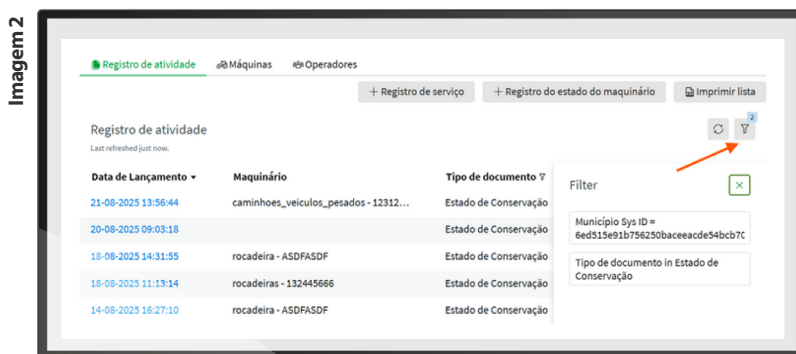 Imagem 2
Registro de atividade Máquinas Operadores
+ Registro de serviço + Registro do estado do maquinário Imprimir lista
Registro de atividade
Last refreshed just now.
2
Data de Lançamento Maquinário Tipo de documento
21-08-2025 13:56:44 caminhoes_veiculos_pesados - 12312... Estado de Conservação
20-08-2025 09:03:18 Estado de Conservação
18-08-2025 14:31:55 rocadeira - ASDFASDF Estado de Conservação
18-08-2025 11:13:14 rocadeiras - 132445666 Estado de Conservação
14-08-2025 16:27:10 rocadeira - ASDFASDF Estado de Conservação
Filter
Município Sys ID =
6ed515e91b756250baceeacde54bcb70
Tipo de documento in Estado de
Conservação